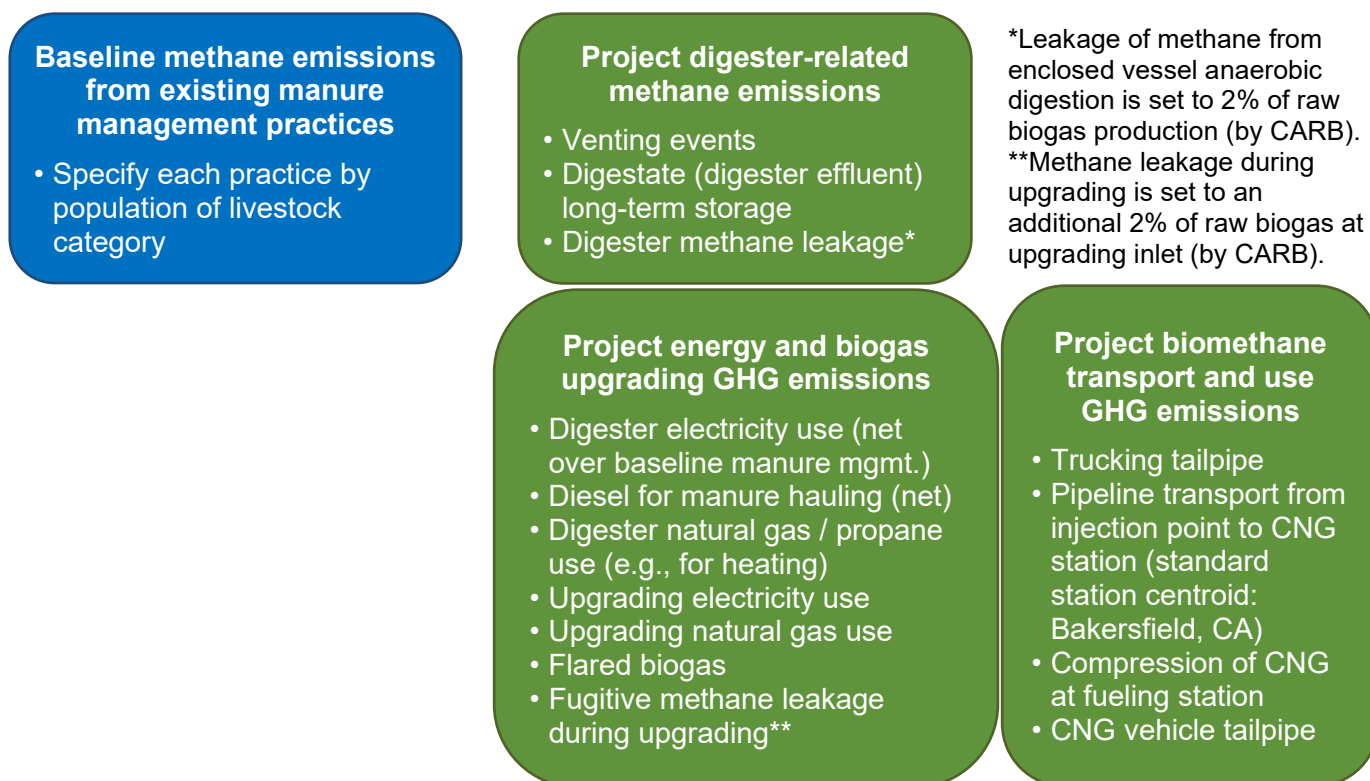 Baseline methane emissions
from existing manure
management practices
• Specify each practice by
population of livestock
category
Project digester-related
methane emissions
• Venting events
• Digestate (digester effluent)
long-term storage
• Digester methane leakage*
*Leakage of methane from
enclosed vessel anaerobic
digestion is set to 2% of raw
biogas production (by CARB).
**Methane leakage during
upgrading is set to an
additional 2% of raw biogas at
upgrading inlet (by CARB).
Project energy and biogas
upgrading GHG emissions
• Digester electricity use (net
over baseline manure mgmt.)
• Diesel for manure hauling (net)
• Digester natural gas / propane
use (e.g., for heating)
• Upgrading electricity use
• Upgrading natural gas use
• Flared biogas
• Fugitive methane leakage
during upgrading**
Project biomethane
transport and use
GHG emissions
• Trucking tailpipe
• Pipeline transport from
injection point to CNG
station (standard
station centroid:
Bakersfield, CA)
• Compression of CNG
at fueling station
• CNG vehicle tailpipe